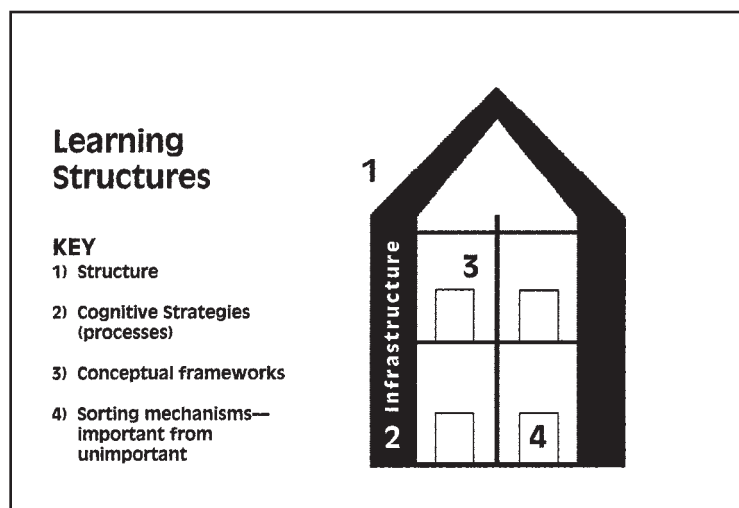 Learning
Structures
KEY
1) Structure
2) Cognitive Strategies
(processes)
3) Conceptual frameworks
4) Sorting mechanisms—
important from
unimportant
1
3
Infrastructure
2
4